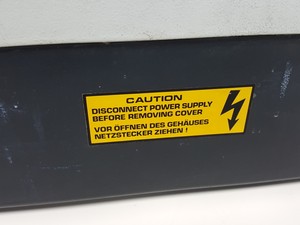 CAUTION
DISCONNECT POWER SUPPLY
BEFORE REMOVING COVER
VOR ÖFFNEN DES GEHÄUSES
NETZSTECKER ZIEHEN !